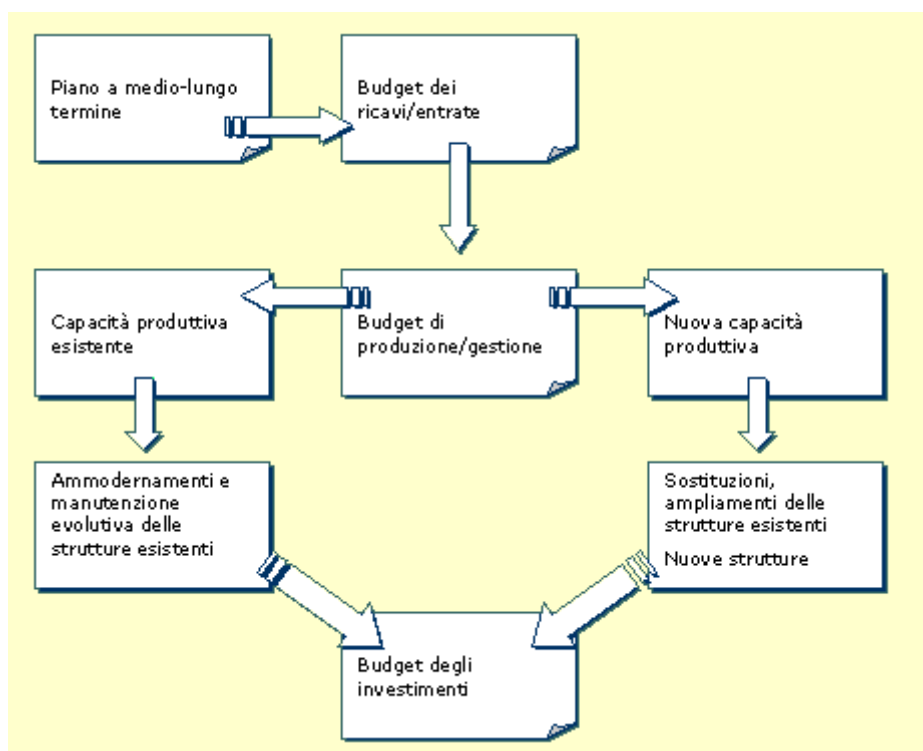 Piano a medio-lungo
termine
Budget dei
ricavi/entrate
Capacità produttiva
esistente
Budget di
produzione/gestione
Nuova capacità
produttiva
Ammodernamenti e
manutenzione
evolutiva delle
strutture esistenti
Sostituzioni,
ampliamenti delle
strutture esistenti
Nuove strutture
Budget degli
investimenti